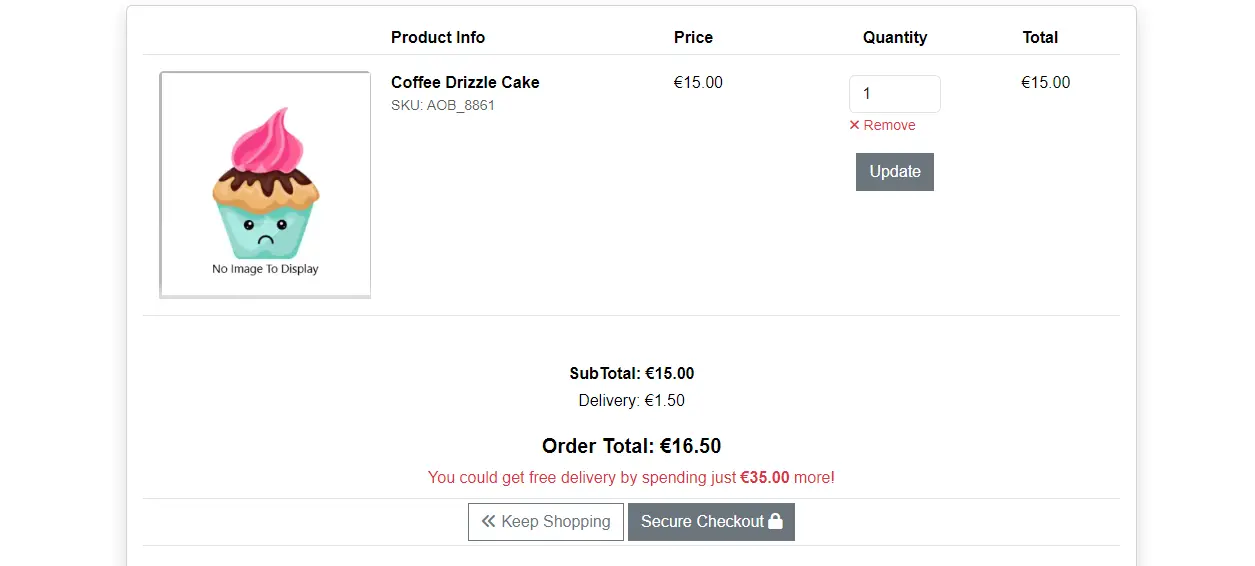 Product Info Price Quantity Total
Coffee Drizzle Cake €15.00 1 €15.00
SKU: AOB_8861
✕ Remove
Update
No Image To Display
SubTotal: €15.00
Delivery: €1.50
Order Total: €16.50
You could get free delivery by spending just €35.00 more!
Keep Shopping Secure Checkout